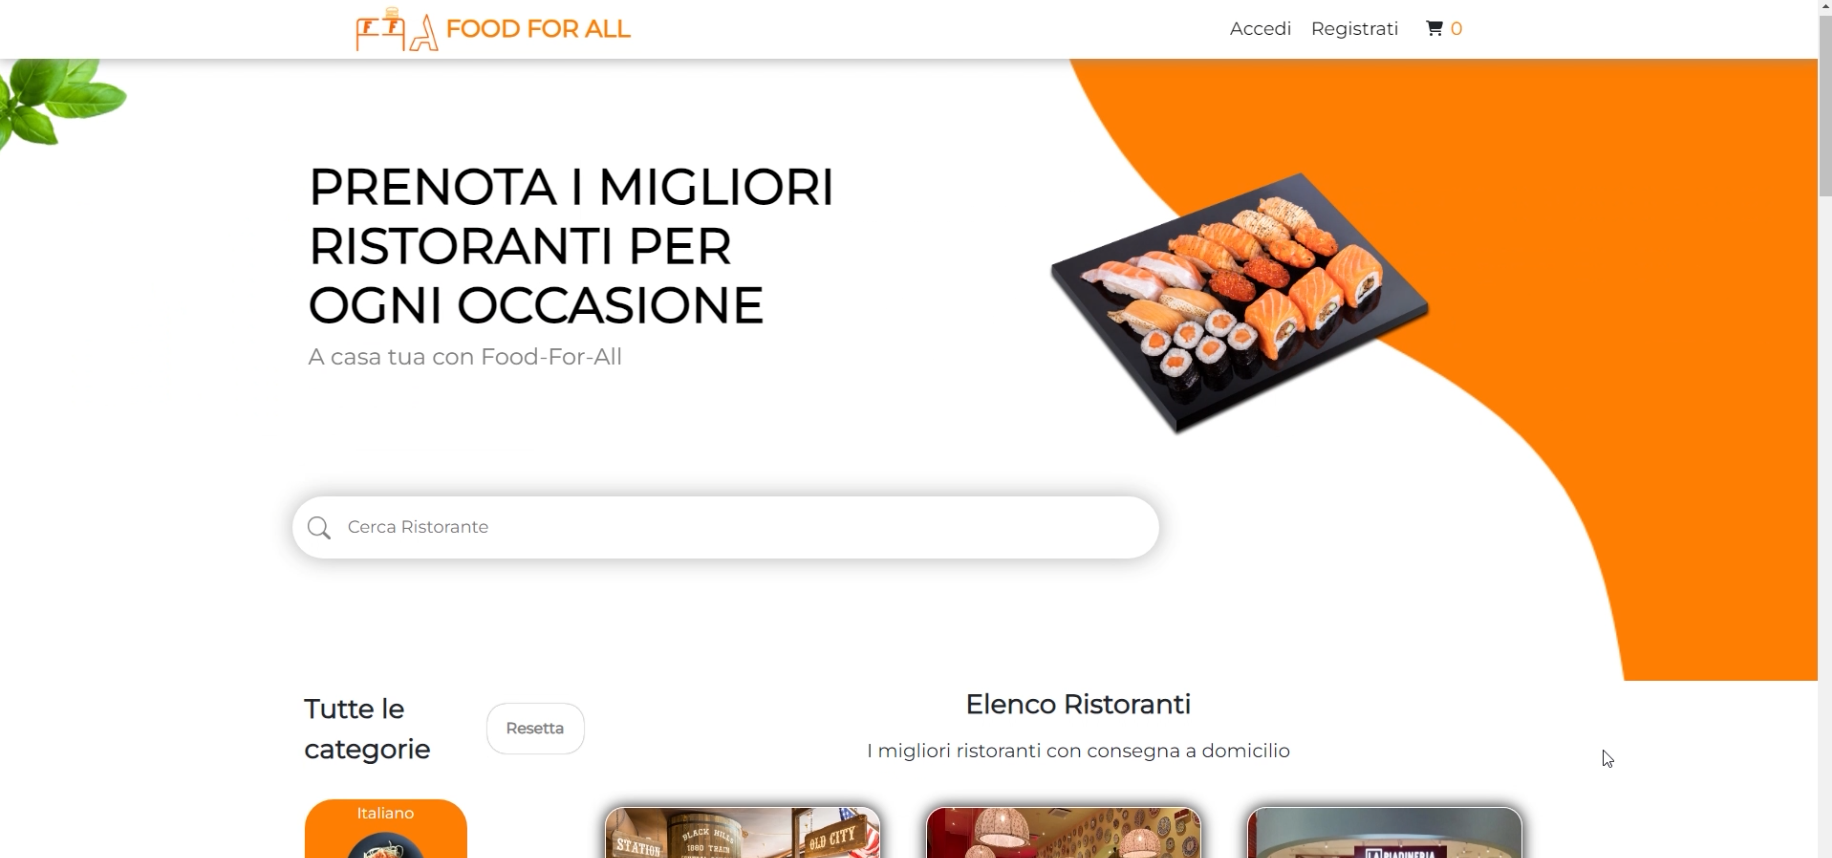 FFA FOOD FOR ALL
Accedi Registrati 0
PRENOTA I MIGLIORI
RISTORANTI PER
OGNI OCCASIONE
A casa tua con Food-For-All
Cerca Ristorante
Tutte le
categorie
Resetta
Elenco Ristoranti
I migliori ristoranti con consegna a domicilio
Italiano
STATION
BLACK HILLS
1880 TRAIN
OLD CITY
LA PIADINERIA